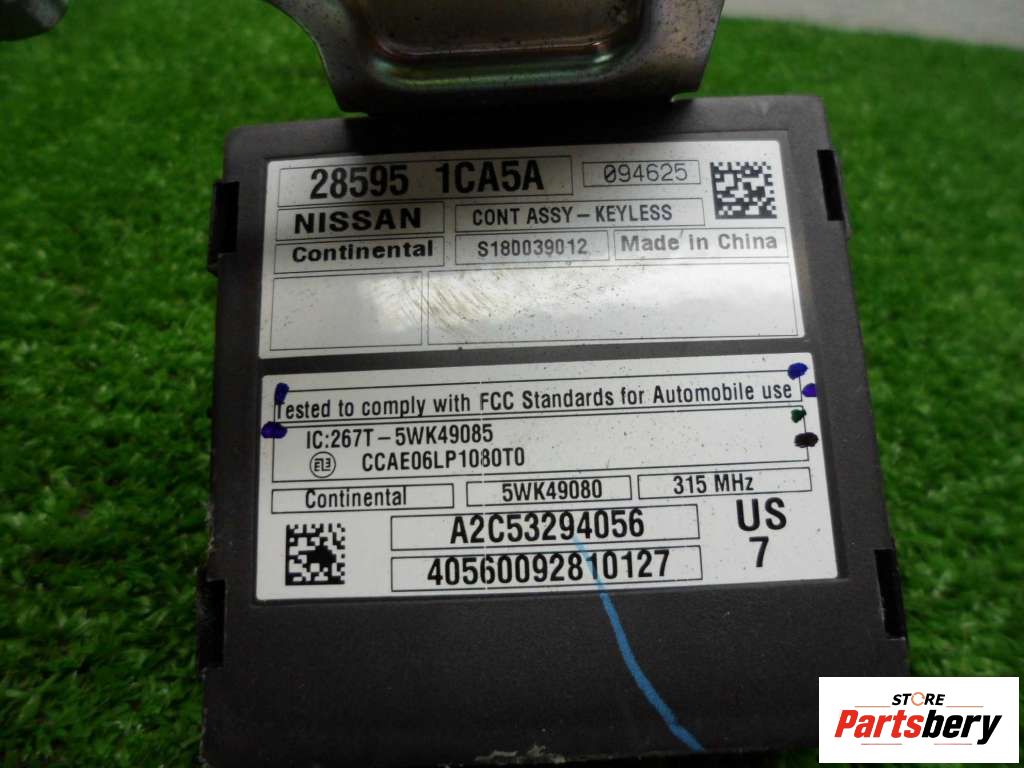 28595 1CA5A 094625
NISSAN CONT ASSY-KEYLESS
Continental S180039012 Made in China
Tested to comply with FCC Standards for Automobile use
IC:267T-5WK49085
CCAE06LP1080T0
Continental 5WK49080 315 MHz
A2C53294056 US
40560092810127 7
STORE
Partsbery